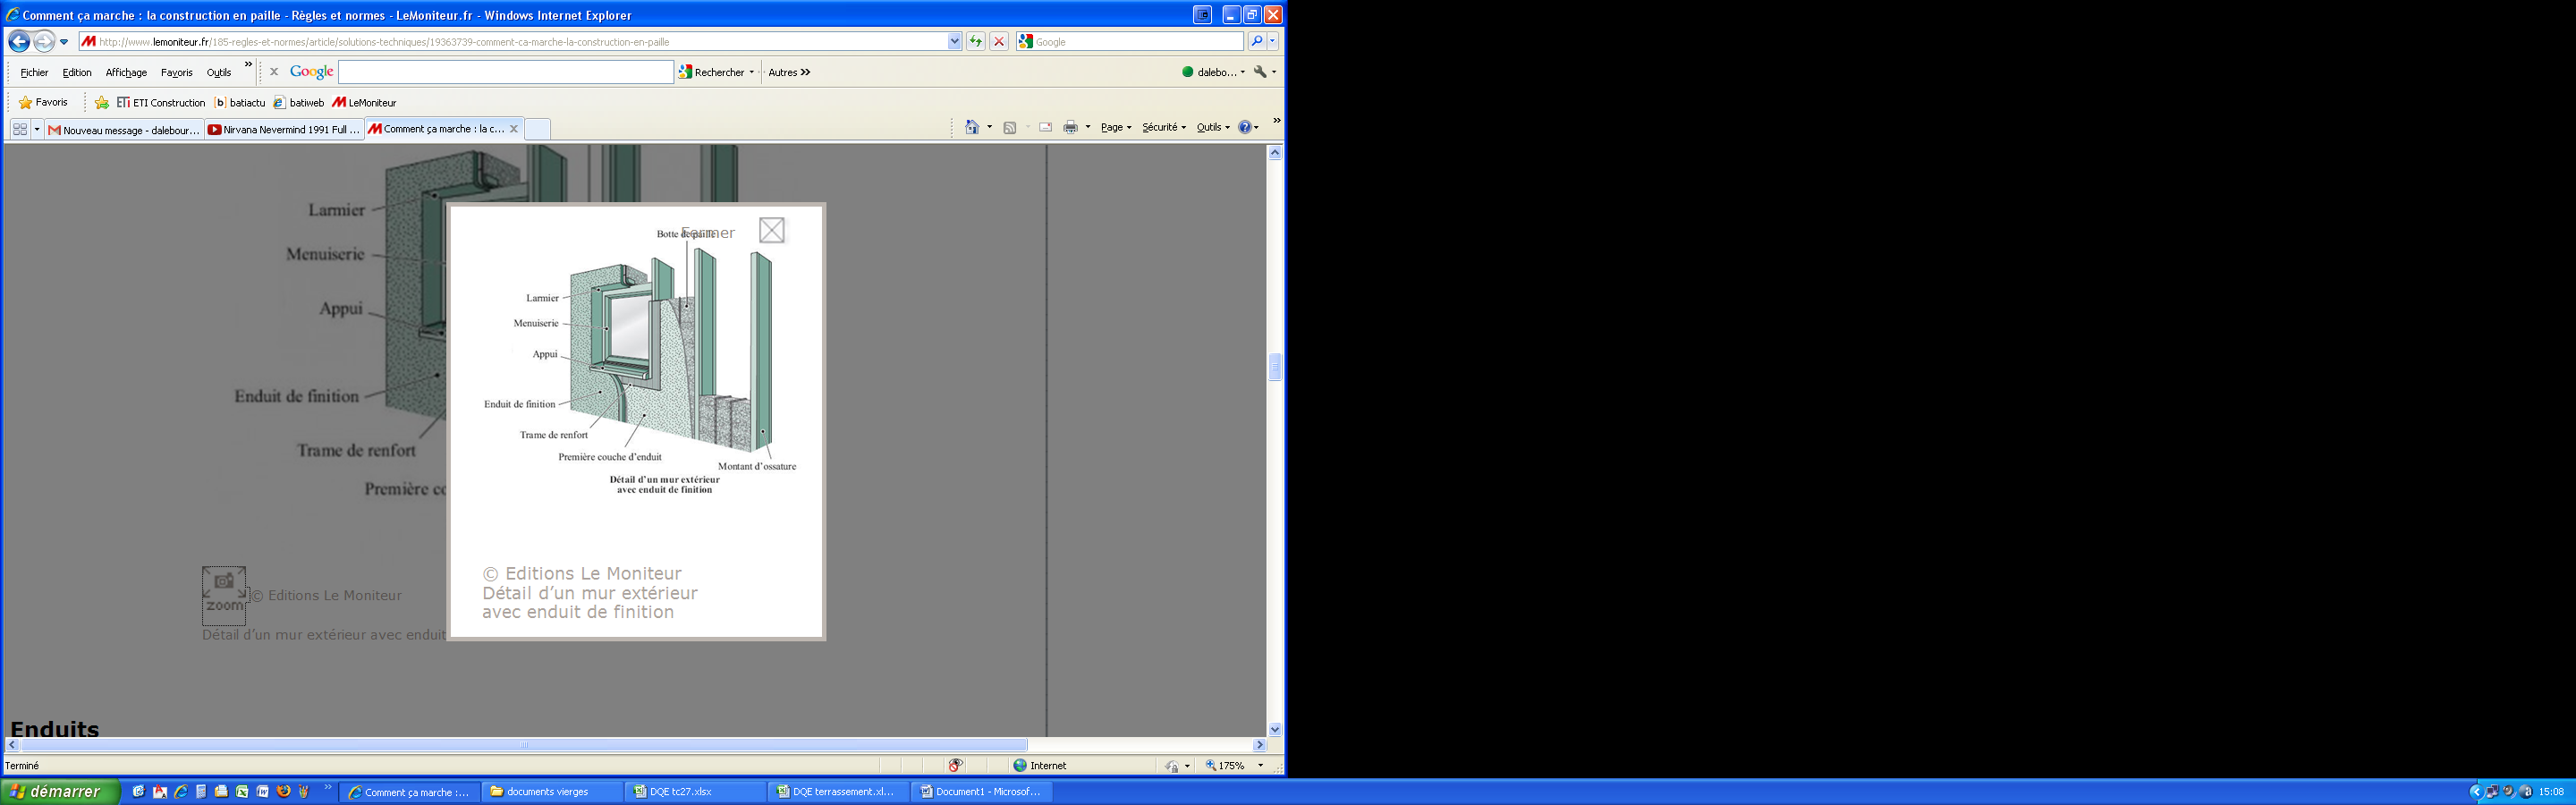 Comment ça marche : la construction en paille - Règles et normes - LeMoniteur.fr - Windows Internet Explorer
http://www.lemoniteur.fr/185-regles-et-normes/article/solutions-techniques/19363739-comment-ca-marche-la-construction-en-paille
Google
Fichier Edition Affichage Favoris Outils » x Google Rechercher Autres » dalebo...
Favoris ETI Construction [b] batiactu batiweb LeMoniteur
Nouveau message - dalebour... Nirvana Nevermind 1991 Full ... Comment ça marche : la c... Page Sécurité Outils »
Larmier
Menuiserie
Appui
Enduit de finition
Trame de renfort
Première co
zoom © Editions Le Moniteur
Détail d'un mur extérieur avec enduit
Botte de paille
Fermer
Larmier
Menuiserie
Appui
Enduit de finition
Trame de renfort
Première couche d'enduit
Montant d'ossature
Détail d'un mur extérieur
avec enduit de finition
© Editions Le Moniteur
Détail d'un mur extérieur
avec enduit de finition
Enduits
Terminé Internet 175%
démarrer » Comment ça marche :... documents vierges DQE tc27.xlsx DQE terrassement.xl... Document1 - Microsof... 15:08